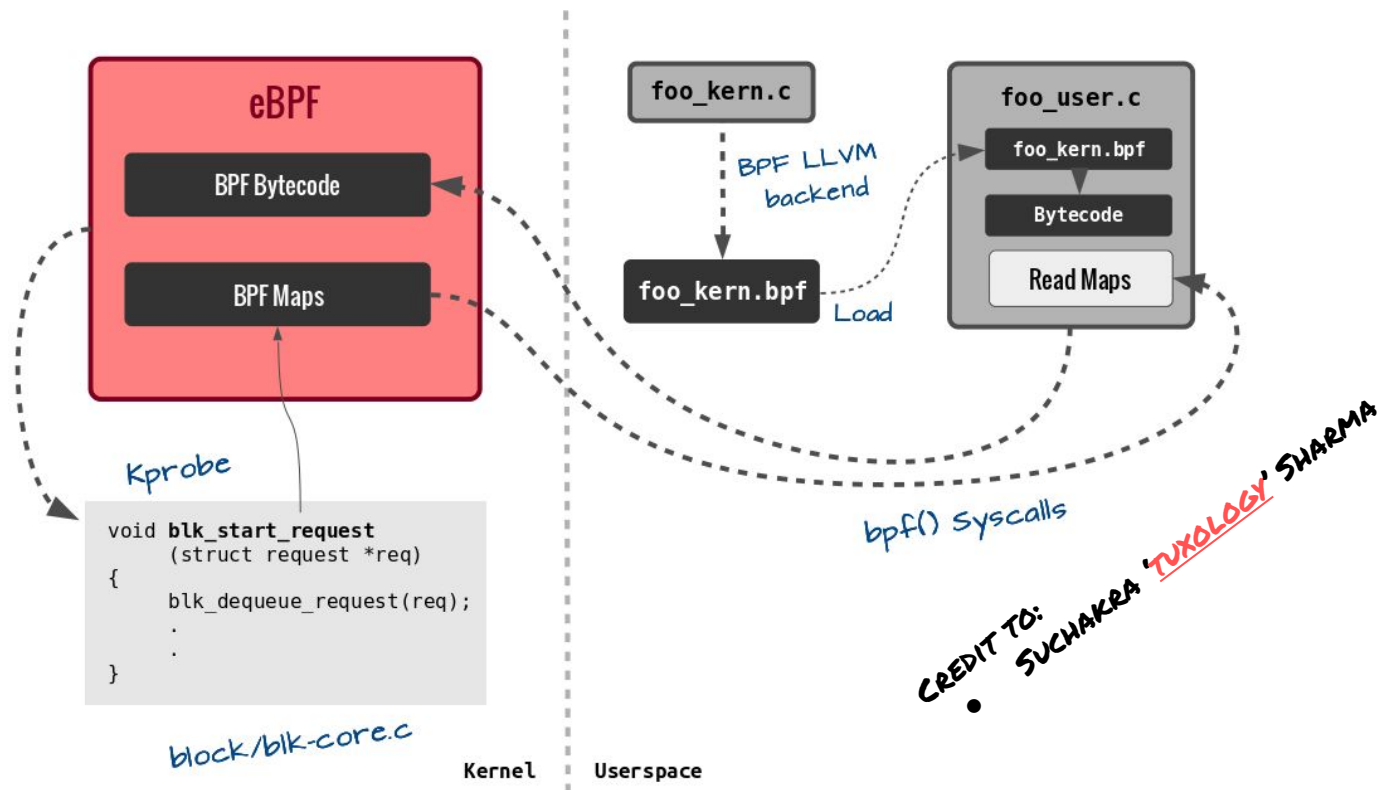 eBPF
BPF Bytecode
BPF Maps
Kprobe
void blk_start_request
(struct request *req)
{
blk_dequeue_request(req);
.
.
}
block/blk-core.c
Kernel
Userspace
foo_kern.c
BPF LLVM
backend
foo_kern.bpf
Load
foo_user.c
foo_kern.bpf
Bytecode
Read Maps
bpf() Syscalls
CREDIT TO:
• SUCHAKRA 'TUXOLOGY' SHARMA